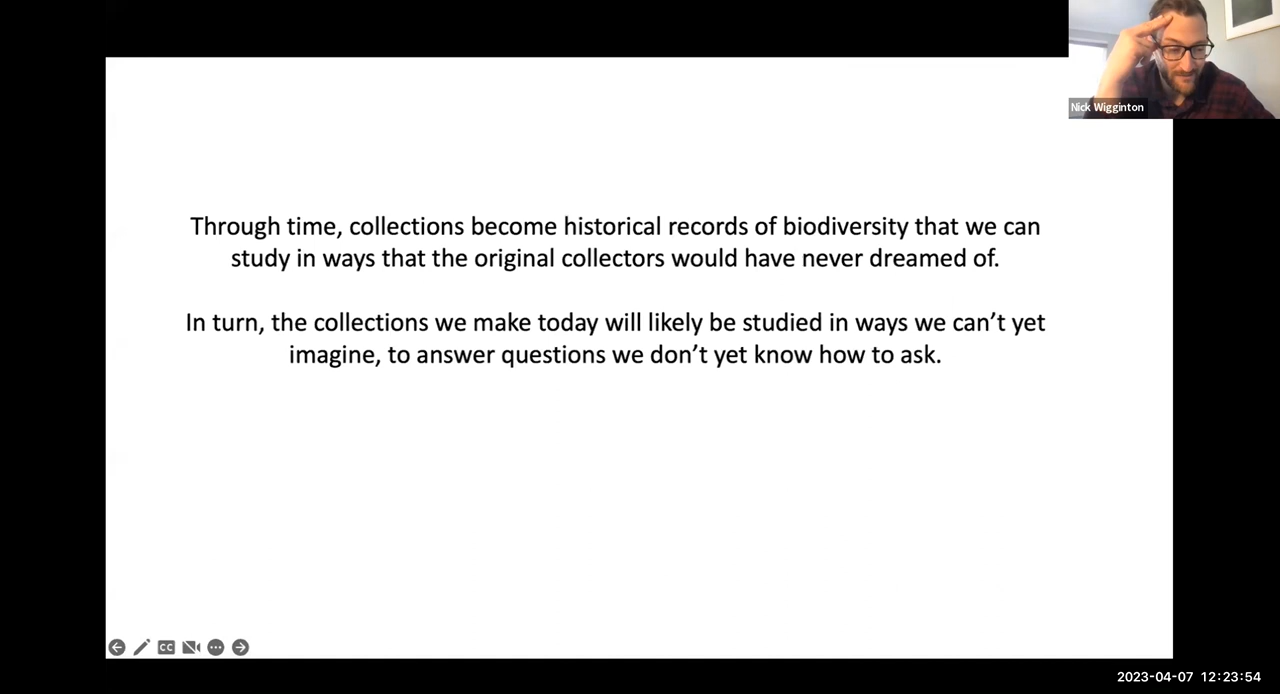 Nick Wigginton
Through time, collections become historical records of biodiversity that we can
study in ways that the original collectors would have never dreamed of.
In turn, the collections we make today will likely be studied in ways we can’t yet
imagine, to answer questions we don’t yet know how to ask.
CC
2023-04-07 12:23:54